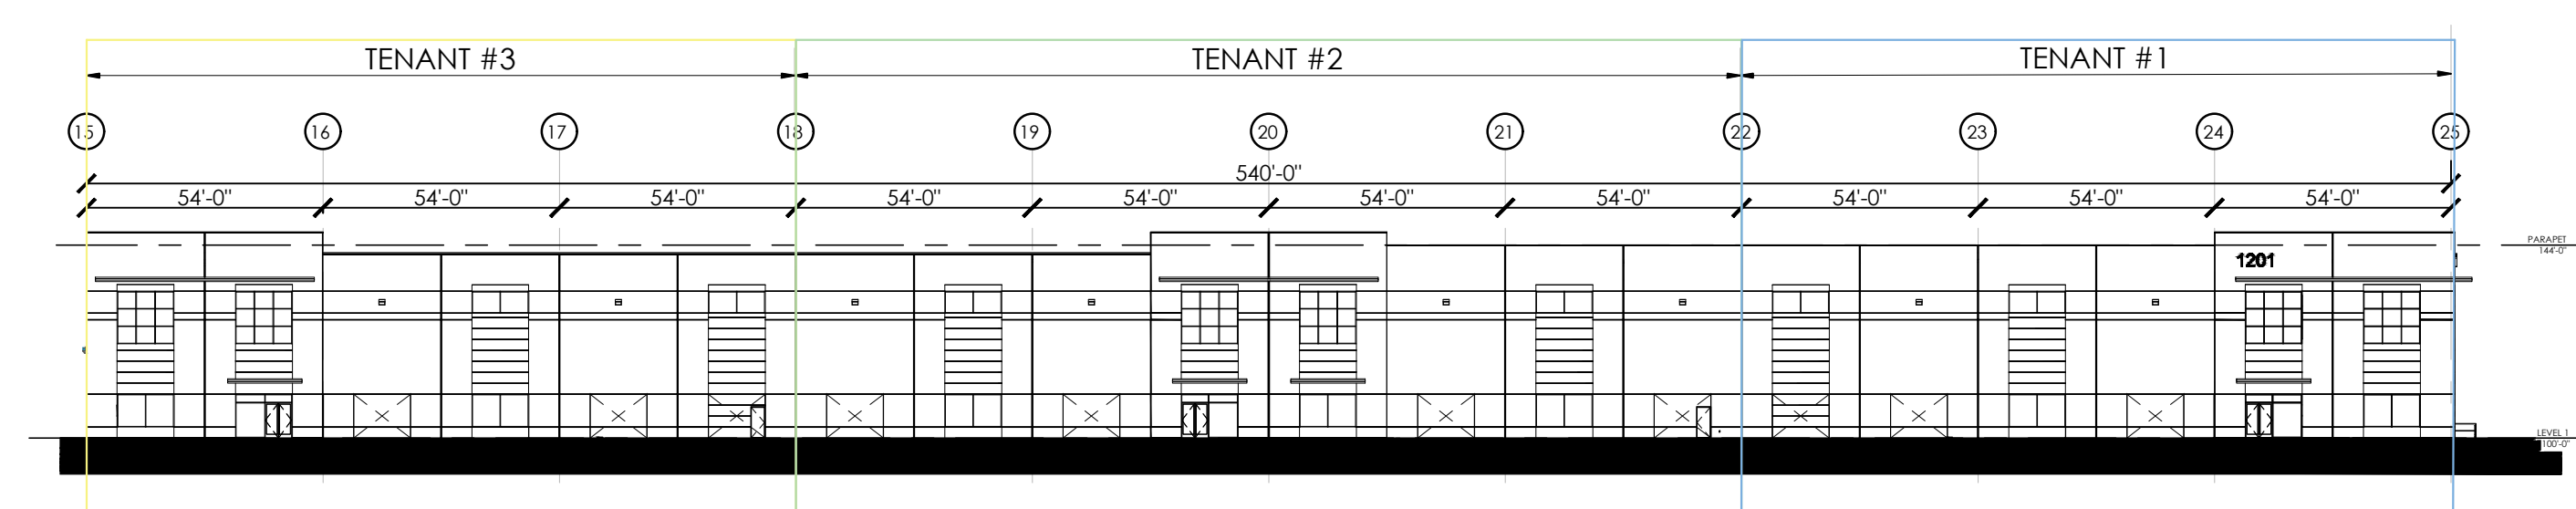 TENANT #3 TENANT #2 TENANT #1
15 16 17 18 19 20 21 22 23 24 25
540'-0"
54'-0" 54'-0" 54'-0" 54'-0" 54'-0" 54'-0" 54'-0" 54'-0" 54'-0" 54'-0"
PARAPET
144'-0"
1201
LEVEL 1
100'-0"